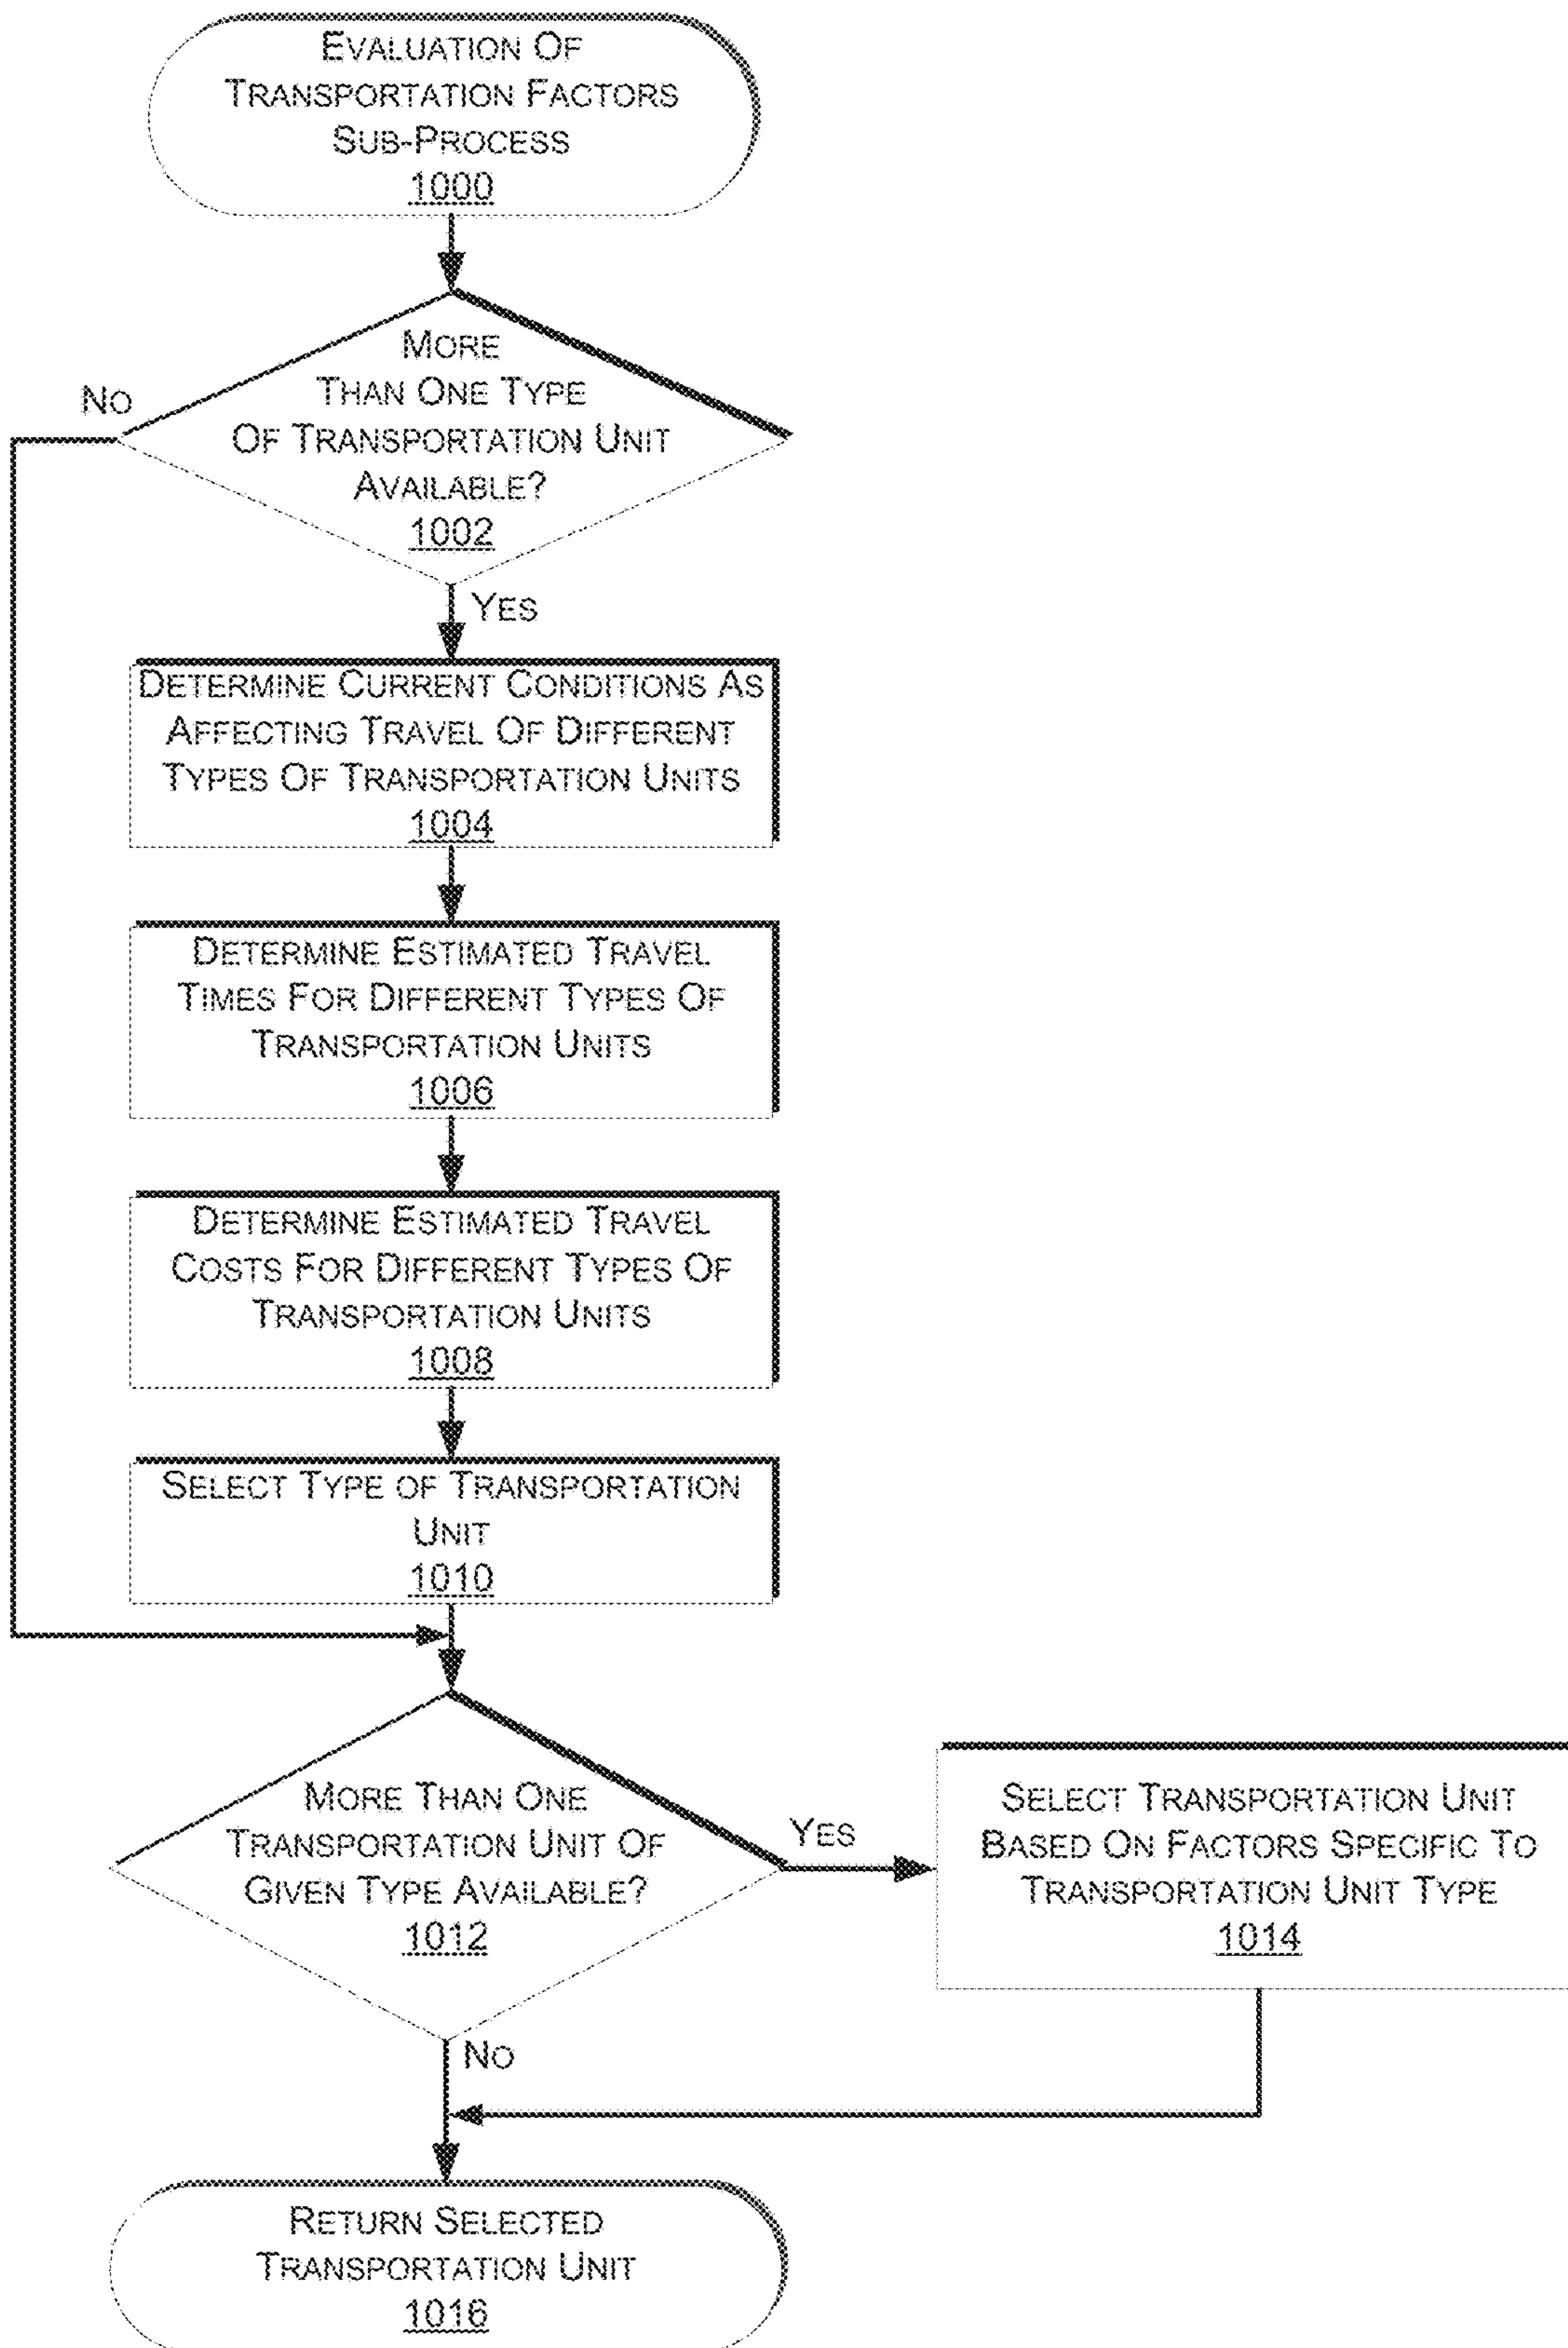 EVALUATION OF
TRANSPORTATION FACTORS
SUB-PROCESS
1000
MORE
THAN ONE TYPE
OF TRANSPORTATION UNIT
AVAILABLE?
1002
NO
YES
DETERMINE CURRENT CONDITIONS AS
AFFECTING TRAVEL OF DIFFERENT
TYPES OF TRANSPORTATION UNITS
1004
DETERMINE ESTIMATED TRAVEL
TIMES FOR DIFFERENT TYPES OF
TRANSPORTATION UNITS
1006
DETERMINE ESTIMATED TRAVEL
COSTS FOR DIFFERENT TYPES OF
TRANSPORTATION UNITS
1008
SELECT TYPE OF TRANSPORTATION
UNIT
1010
MORE THAN ONE
TRANSPORTATION UNIT OF
GIVEN TYPE AVAILABLE?
1012
YES
SELECT TRANSPORTATION UNIT
BASED ON FACTORS SPECIFIC TO
TRANSPORTATION UNIT TYPE
1014
NO
RETURN SELECTED
TRANSPORTATION UNIT
1016